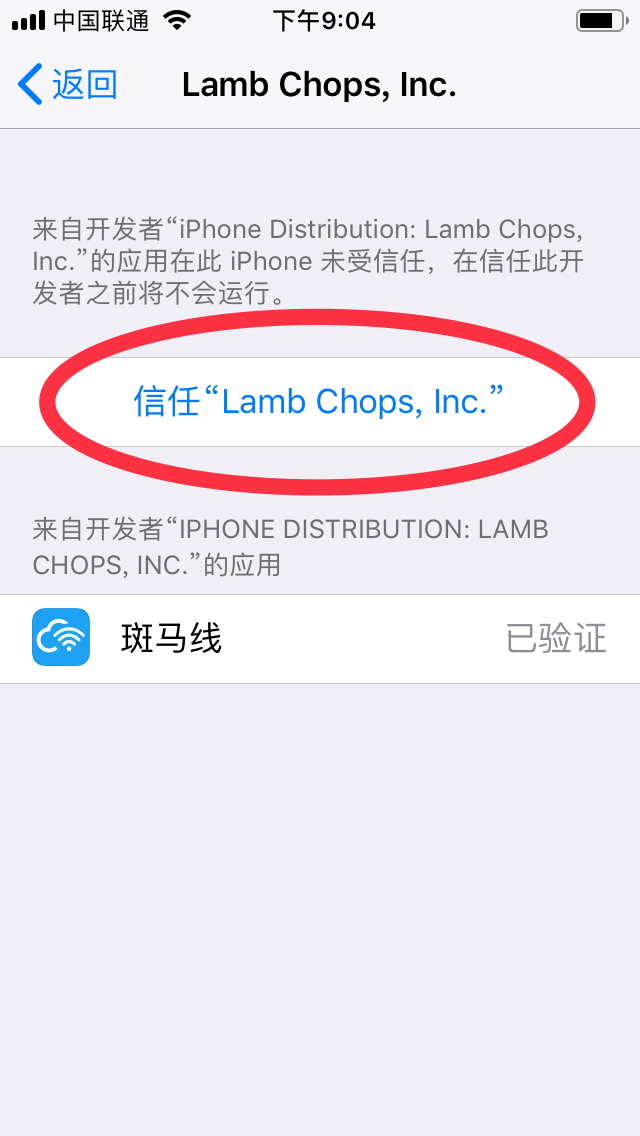 中国联通 下午9:04
返回 Lamb Chops, Inc.
来自开发者“iPhone Distribution: Lamb Chops,
Inc.”的应用在此 iPhone 未受信任，在信任此开
发者之前将不会运行。
信任“Lamb Chops, Inc.”
来自开发者“IPHONE DISTRIBUTION: LAMB
CHOPS, INC.”的应用
斑马线 已验证